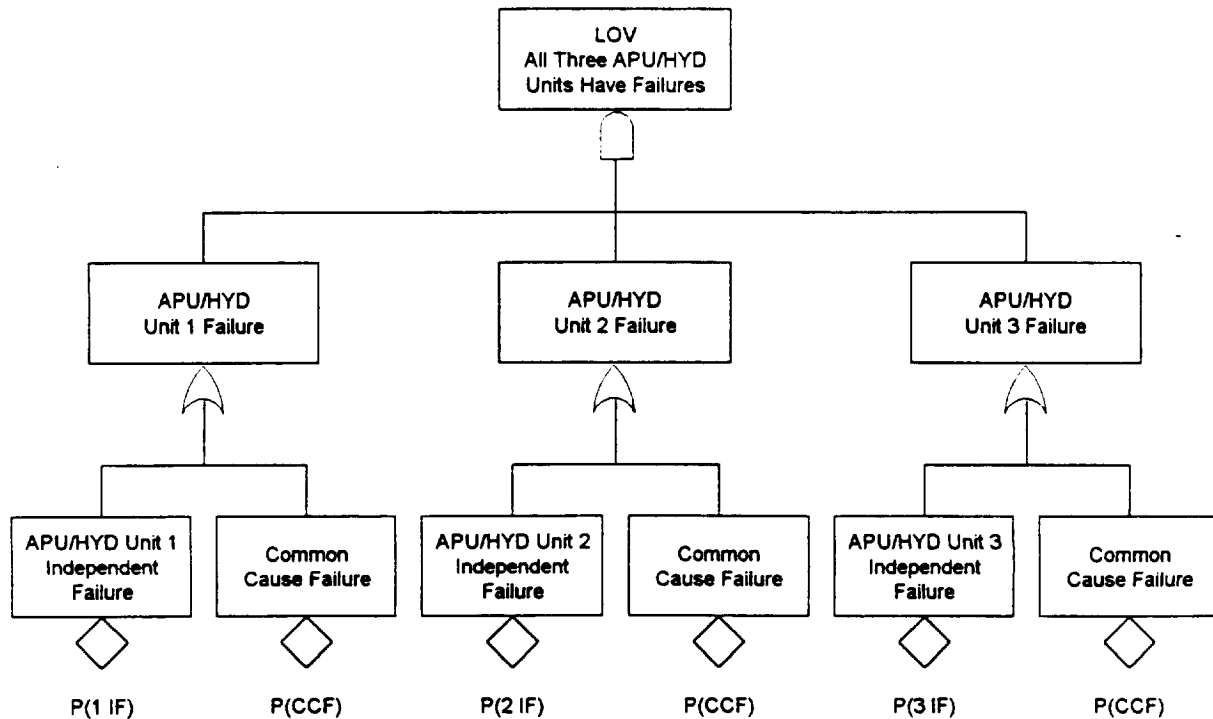 LOV
All Three APU/HYD
Units Have Failures
APU/HYD
Unit 1 Failure
APU/HYD
Unit 2 Failure
APU/HYD
Unit 3 Failure
APU/HYD Unit 1
Independent
Failure
Common
Cause Failure
APU/HYD Unit 2
Independent
Failure
Common
Cause Failure
APU/HYD Unit 3
Independent
Failure
Common
Cause Failure
P(1 IF)
P(CCF)
P(2 IF)
P(CCF)
P(3 IF)
P(CCF)